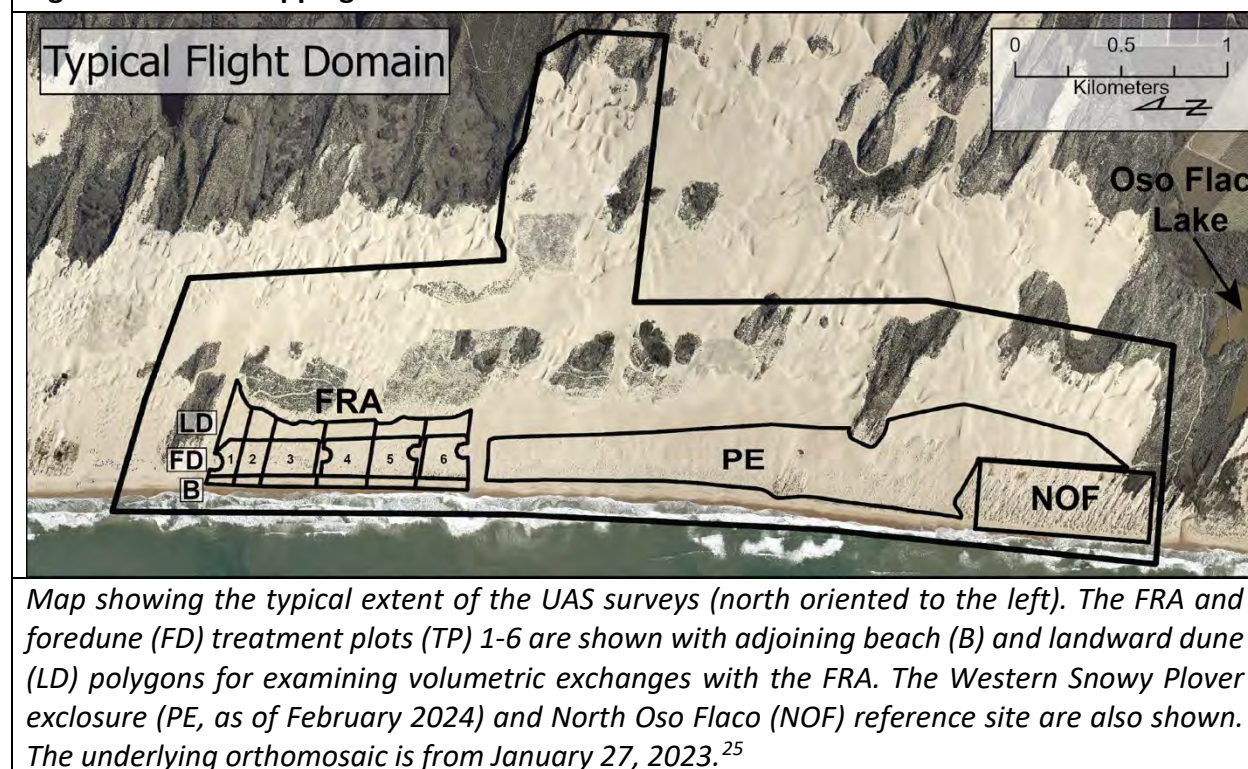 Typical Flight Domain
0 0.5 1
Kilometers
Z
Oso Flac
Lake
FRA
LD
FD
B
1 2 3 4 5 6
PE
NOF
Map showing the typical extent of the UAS surveys (north oriented to the left). The FRA and
foredune (FD) treatment plots (TP) 1-6 are shown with adjoining beach (B) and landward dune
(LD) polygons for examining volumetric exchanges with the FRA. The Western Snowy Plover
exclosure (PE, as of February 2024) and North Oso Flaco (NOF) reference site are also shown.
The underlying orthomosaic is from January 27, 2023.25